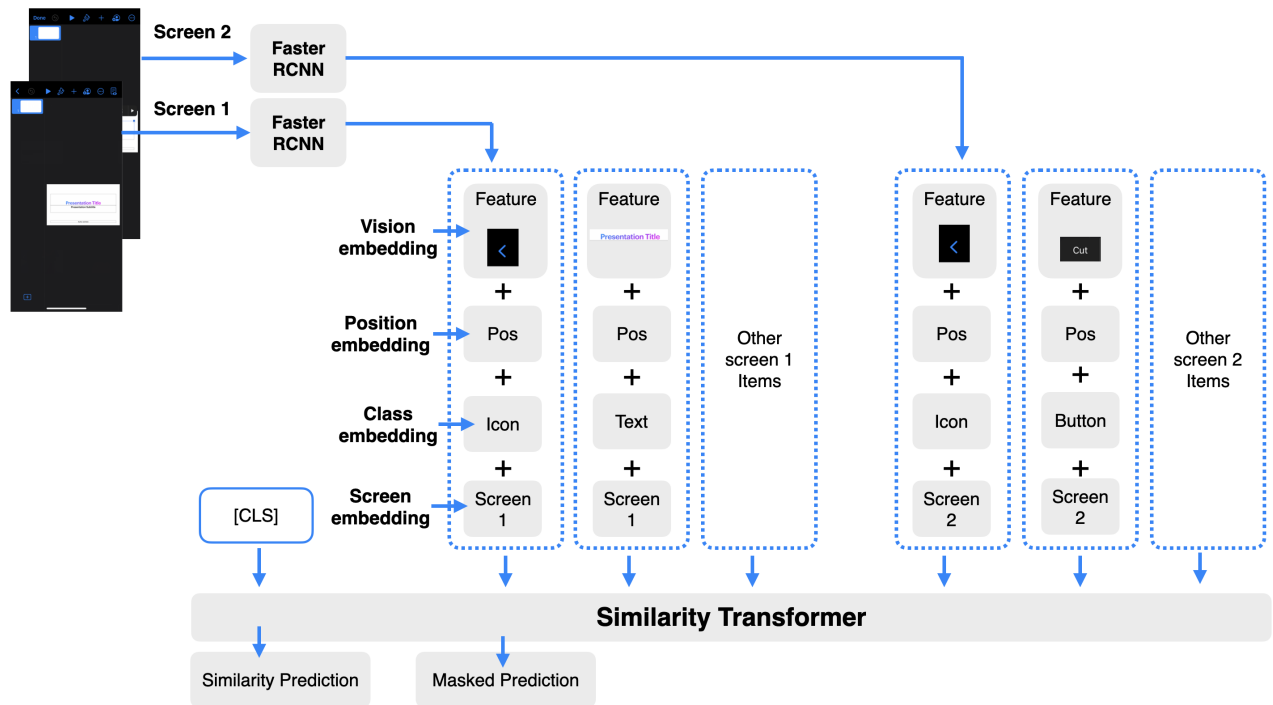 Done
Screen 2
Faster
RCNN
Screen 1
Faster
RCNN
Presentation Title
Vision
embedding
Position
embedding
Class
embedding
Screen
embedding
[CLS]
Feature
+
Pos
+
Icon
+
Screen
1
Feature
Presentation Title
+
Pos
+
Text
+
Screen
1
Other
screen 1
Items
Feature
+
Pos
+
Icon
+
Screen
2
Feature
Cut
+
Pos
+
Button
+
Screen
2
Other
screen 2
Items
Similarity Transformer
Similarity Prediction
Masked Prediction